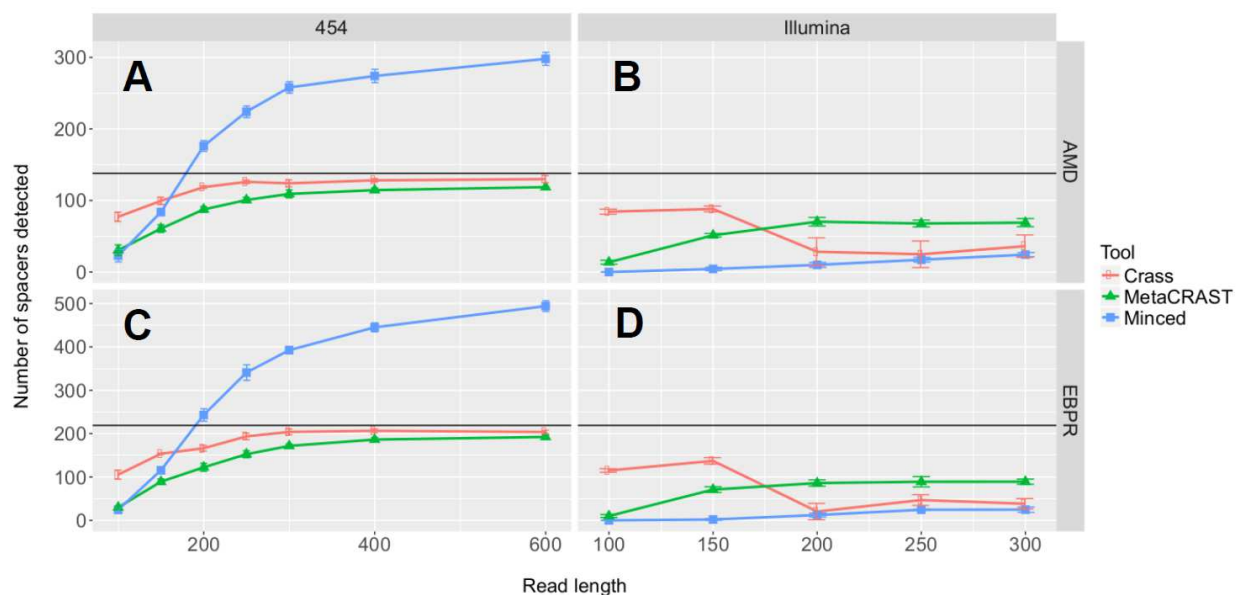 454
Illumina
A
B
300
200
100
0
AMD
Number of spacers detected
C
D
500
400
300
200
100
0
EBPR
200
400
600
100
150
200
250
300
Read length
Tool
Crass
MetaCRAST
Minced